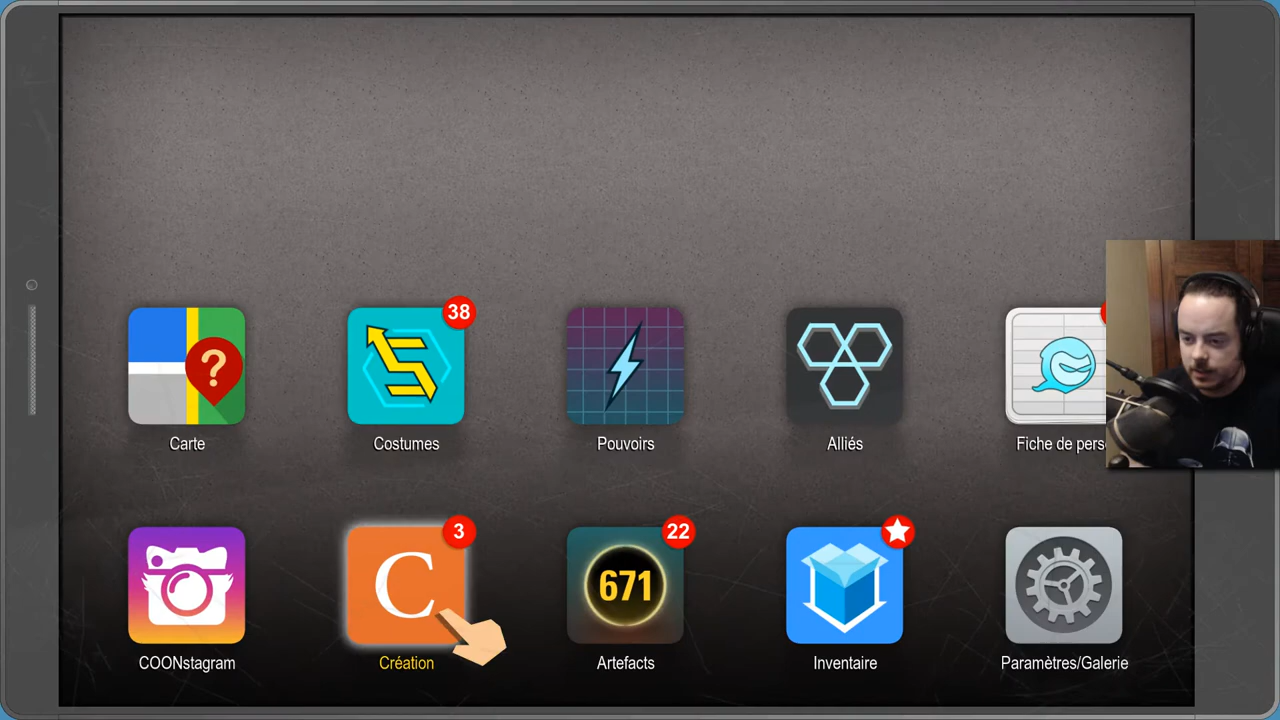 38
Carte
Costumes
Pouvoirs
Alliés
Fiche de pers
3
22
C
671
COONstagram
Création
Artefacts
Inventaire
Paramètres/Galerie